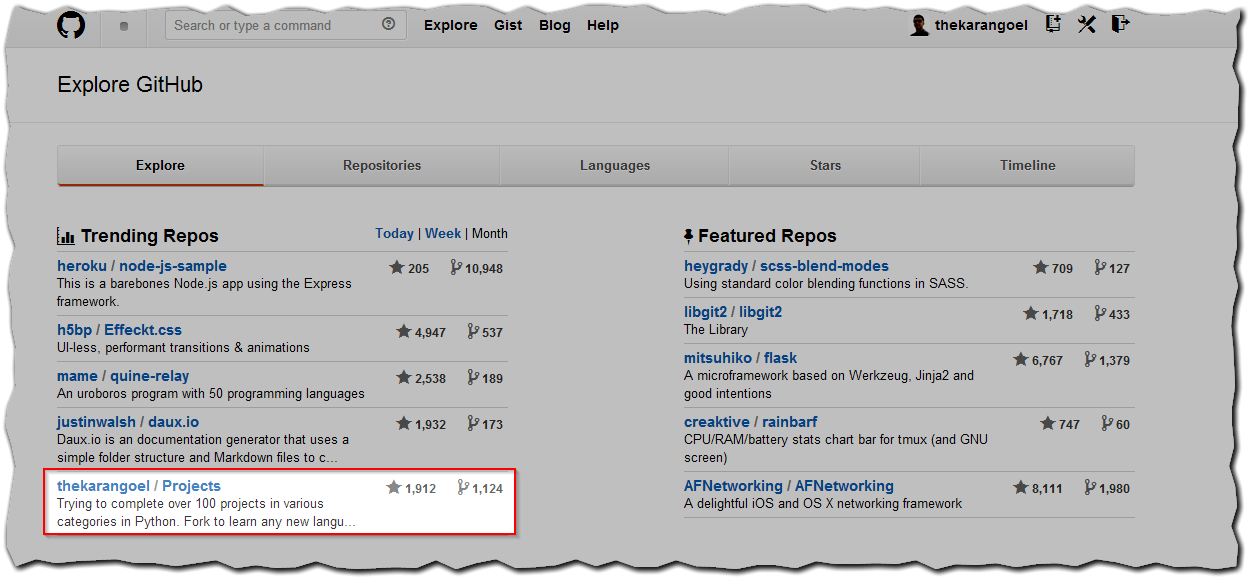 Search or type a command
Explore Gist Blog Help
thekarangoel
Explore GitHub
Explore Repositories Languages Stars Timeline
Trending Repos Today | Week | Month
heroku / node-js-sample 205 10,948
This is a barebones Node.js app using the Express
framework.
h5bp / Effeckt.css 4,947 537
UI-less, performant transitions & animations
mame / quine-relay 2,538 189
An uroboros program with 50 programming languages
justinwalsh / daux.io 1,932 173
Daux.io is an documentation generator that uses a
simple folder structure and Markdown files to c...
thekarangoel / Projects 1,912 1,124
Trying to complete over 100 projects in various
categories in Python. Fork to learn any new langu...
Featured Repos
heygrady / scss-blend-modes 709 127
Using standard color blending functions in SASS.
libgit2 / libgit2 1,718 433
The Library
mitsuhiko / flask 6,767 1,379
A microframework based on Werkzeug, Jinja2 and
good intentions
creaktive / rainbarf 747 60
CPU/RAM/battery stats chart bar for tmux (and GNU
screen)
AFNetworking / AFNetworking 8,111 1,980
A delightful iOS and OS X networking framework